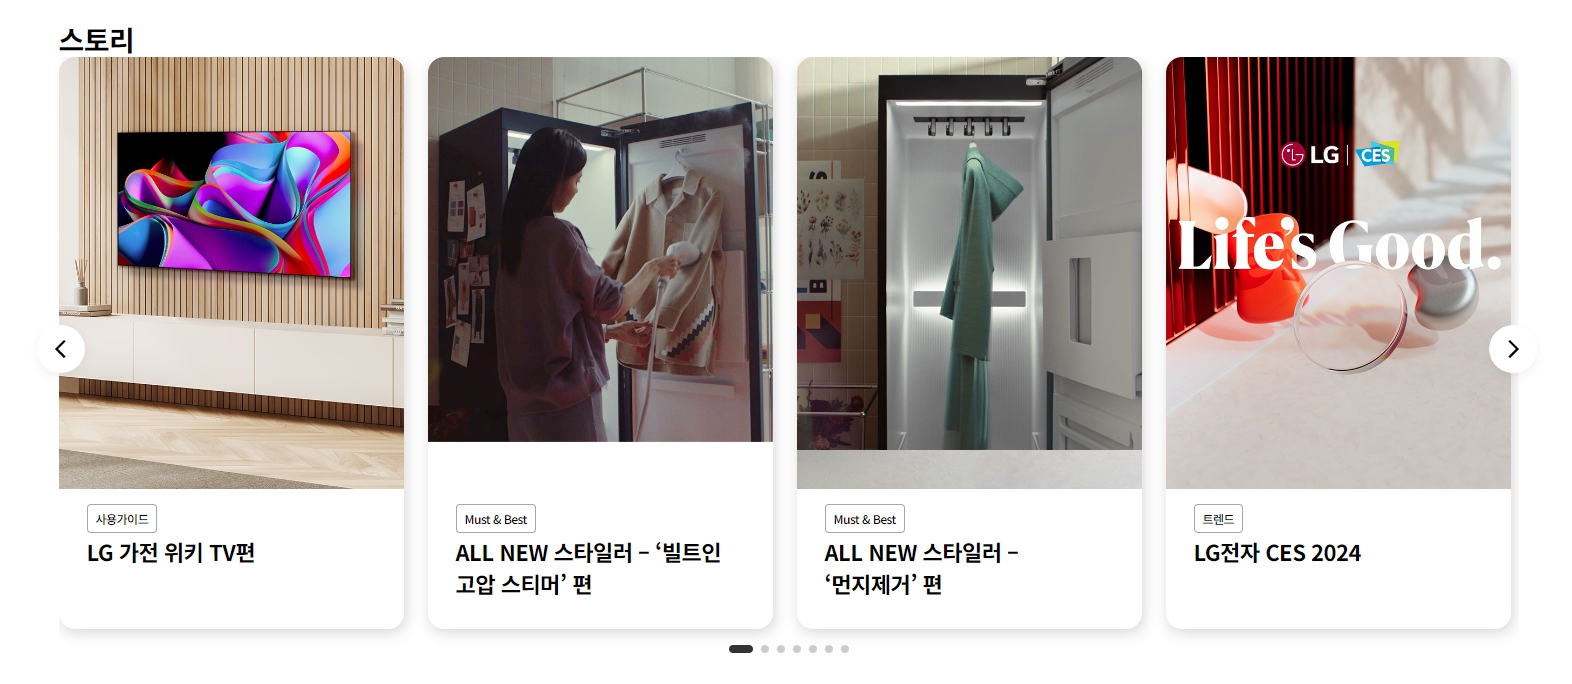 스토리
LG | CES
Life's Good.
사용가이드
LG 가전 위키 TV편
Must & Best
ALL NEW 스타일러 – ‘빌트인
고압 스티머’ 편
Must & Best
ALL NEW 스타일러 –
‘먼지제거’ 편
트렌드
LG전자 CES 2024